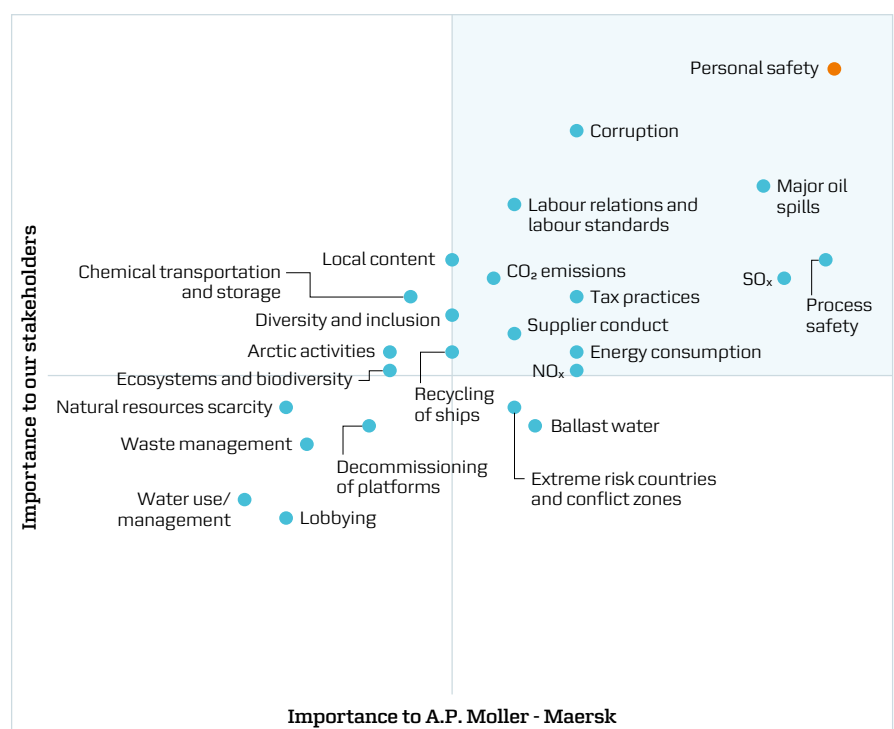 Personal safety
Corruption
Major oil
spills
Labour relations and
labour standards
Local content
Chemical transportation
and storage
CO₂ emissions
SOₓ
Process
safety
Tax practices
Diversity and inclusion
Supplier conduct
Arctic activities
Energy consumption
Ecosystems and biodiversity
NOₓ
Recycling
of ships
Natural resources scarcity
Ballast water
Waste management
Decommissioning
of platforms
Extreme risk countries
and conflict zones
Water use/
management
Lobbying
Importance to our stakeholders
Importance to A.P. Moller - Maersk